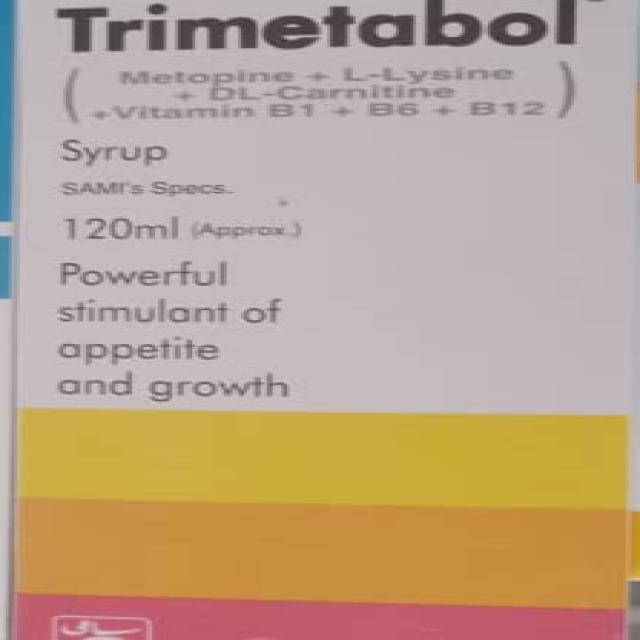 Trimetabol
(Metopine + L-Lysine
+ DL-Carnitine
+Vitamin B1 + B6 + B12)
Syrup
SAMI's Specs.
120ml (Approx.)
Powerful
stimulant of
appetite
and growth